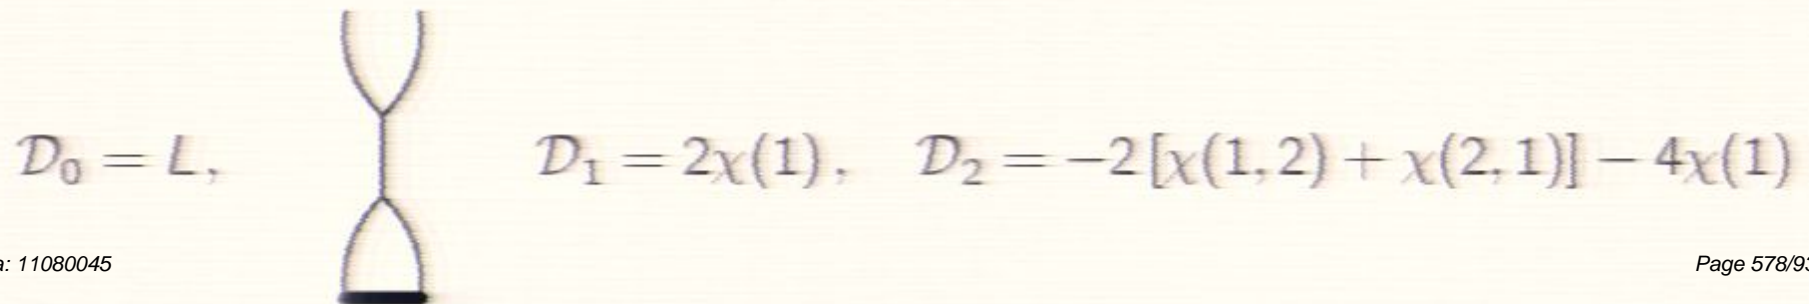 𝒟₀ = L,   𝒟₁ = 2χ(1),   𝒟₂ = −2[χ(1,2) + χ(2,1)] − 4χ(1)
a: 11080045
Page 578/93